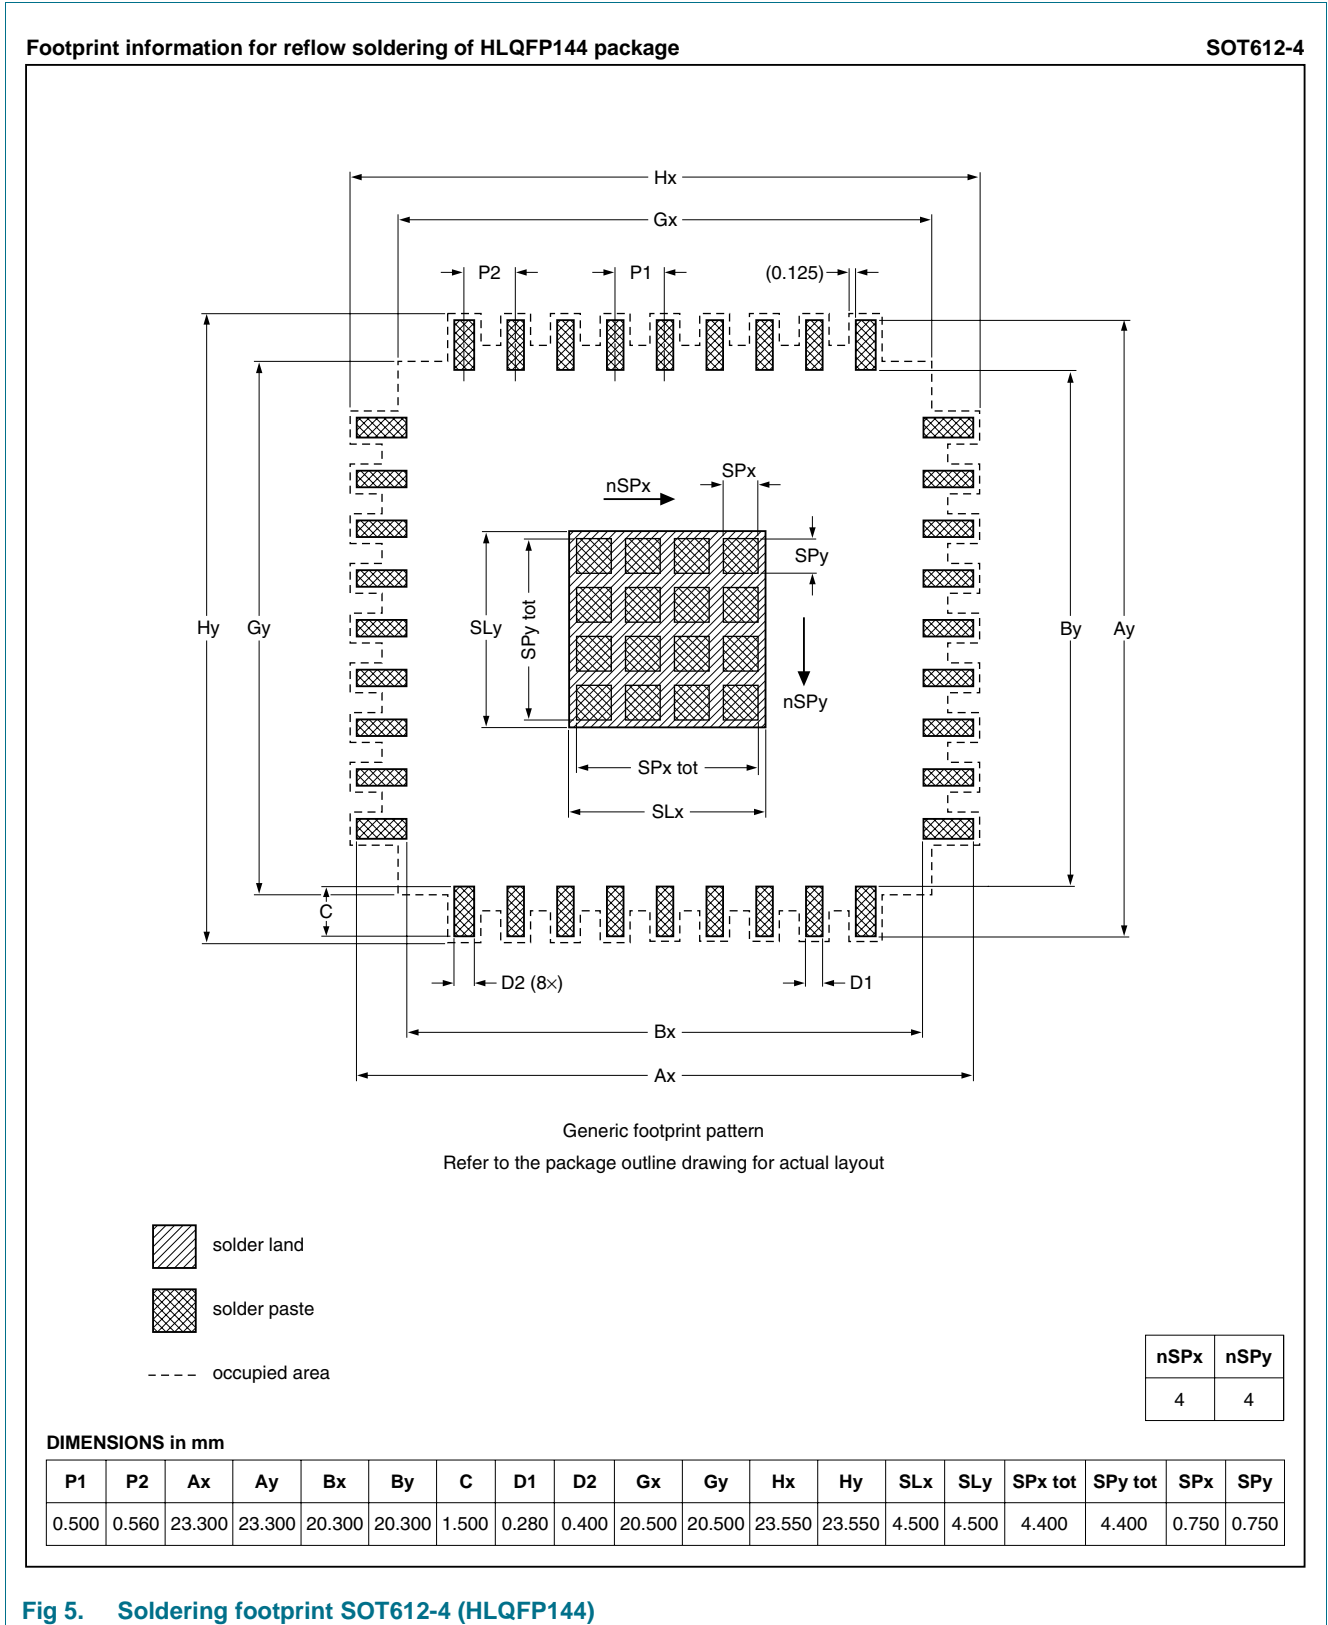 Footprint information for reflow soldering of HLQFP144 package SOT612-4
Hx
Gx
P2 P1 (0.125)
SPx
nSPx
SPy
Hy Gy SLy SPy tot By Ay
nSPy
SPx tot
SLx
C
D2 (8×) D1
Bx
Ax
Generic footprint pattern
Refer to the package outline drawing for actual layout
solder land
solder paste
occupied area
nSPx nSPy
4 4
DIMENSIONS in mm
P1 P2 Ax Ay Bx By C D1 D2 Gx Gy Hx Hy SLx SLy SPx tot SPy tot SPx SPy
0.500 0.560 23.300 23.300 20.300 20.300 1.500 0.280 0.400 20.500 20.500 23.550 23.550 4.500 4.500 4.400 4.400 0.750 0.750
Fig 5. Soldering footprint SOT612-4 (HLQFP144)